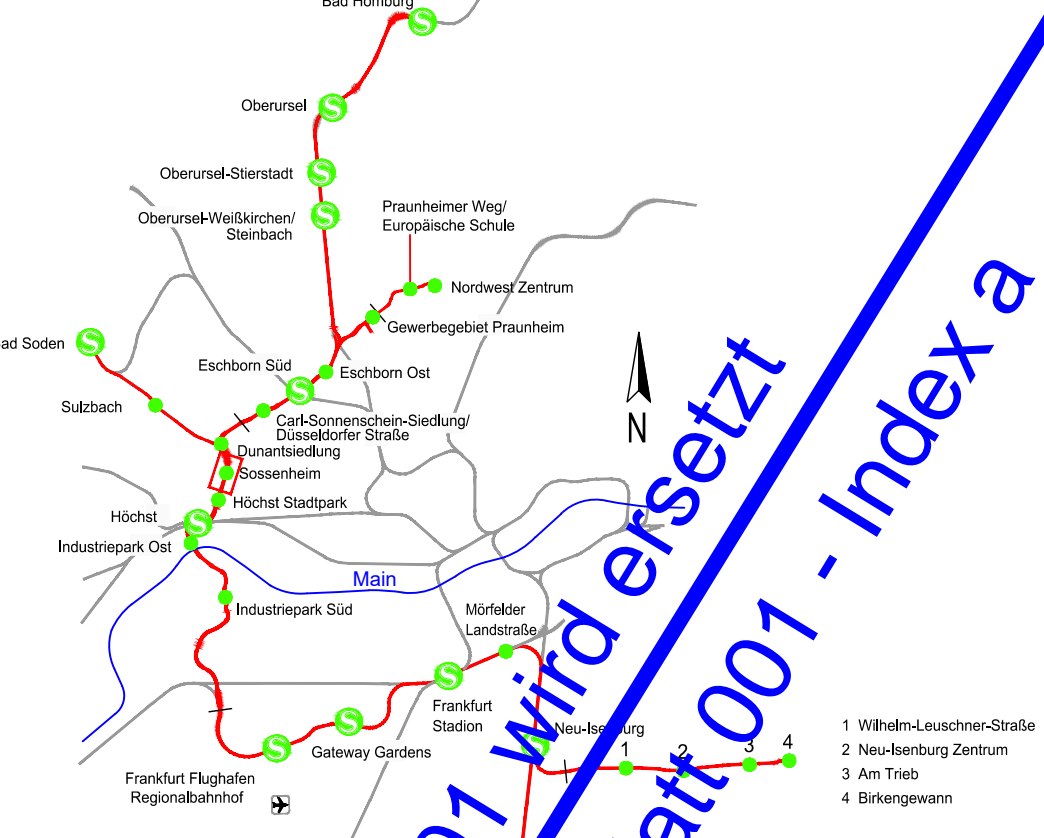 Bad Homburg
Oberursel
Oberursel-Stierstadt
Oberursel-Weißkirchen/
Steinbach
Praunheimer Weg/
Europäische Schule
Nordwest Zentrum
Gewerbegebiet Praunheim
Bad Soden
Eschborn Süd
Eschborn Ost
Sulzbach
Carl-Sonnenschein-Siedlung/
Düsseldorfer Straße
Dunantsiedlung
Sossenheim
N
Höchst Stadtpark
Höchst
Industriepark Ost
Main
Industriepark Süd
Mörfelder
Landstraße
Frankfurt
Stadion
Gateway Gardens
Frankfurt Flughafen
Regionalbahnhof
Neu-Isenburg
1 2 3 4
1 Wilhelm-Leuschner-Straße
2 Neu-Isenburg Zentrum
3 Am Trieb
4 Birkengewann
S
S
S
S
S
S
S
S
S
S
S
01 wird ersetzt
att 001 - Index a